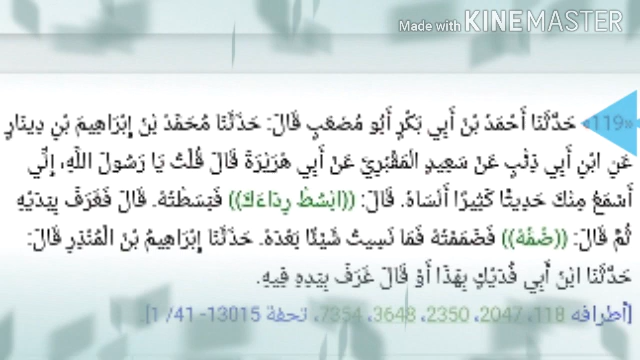 Made with KINEMASTER
«119» حَدَّثَنَا أَحْمَدُ بْنُ أَبِي بَكْرٍ أَبُو مُصْعَبٍ قَالَ: حَدَّثَنَا مُحَمَّدُ بْنُ إِبْرَاهِيمَ بْنِ دِينَارٍ
عَنِ ابْنِ أَبِي ذِئْبٍ عَنْ سَعِيدٍ الْمَقْبُرِيِّ عَنْ أَبِي هُرَيْرَةَ قَالَ قُلْتُ يَا رَسُولَ اللَّهِ، إِنِّي
أَسْمَعُ مِنْكَ حَدِيثًا كَثِيرًا أَنْسَاهُ. قَالَ: ((ابْسُطْ رِدَاءَكَ)) فَبَسَطْتُهُ. قَالَ فَغَرَفَ بِيَدَيْهِ
ثُمَّ قَالَ: ((ضُمُّهُ)) فَضَمَمْتُهُ فَمَا نَسِيتُ شَيْئًا بَعْدَهُ. حَدَّثَنَا إِبْرَاهِيمُ بْنُ الْمُنْذِرِ قَالَ:
حَدَّثَنَا ابْنُ أَبِي فُدَيْكٍ بِهَذَا أَوْ قَالَ غَرَفَ بِيَدِهِ فِيهِ.
[أطرافه 118، 2047، 2350، 3648، 7354، تحفة 13015- 41/ 1].